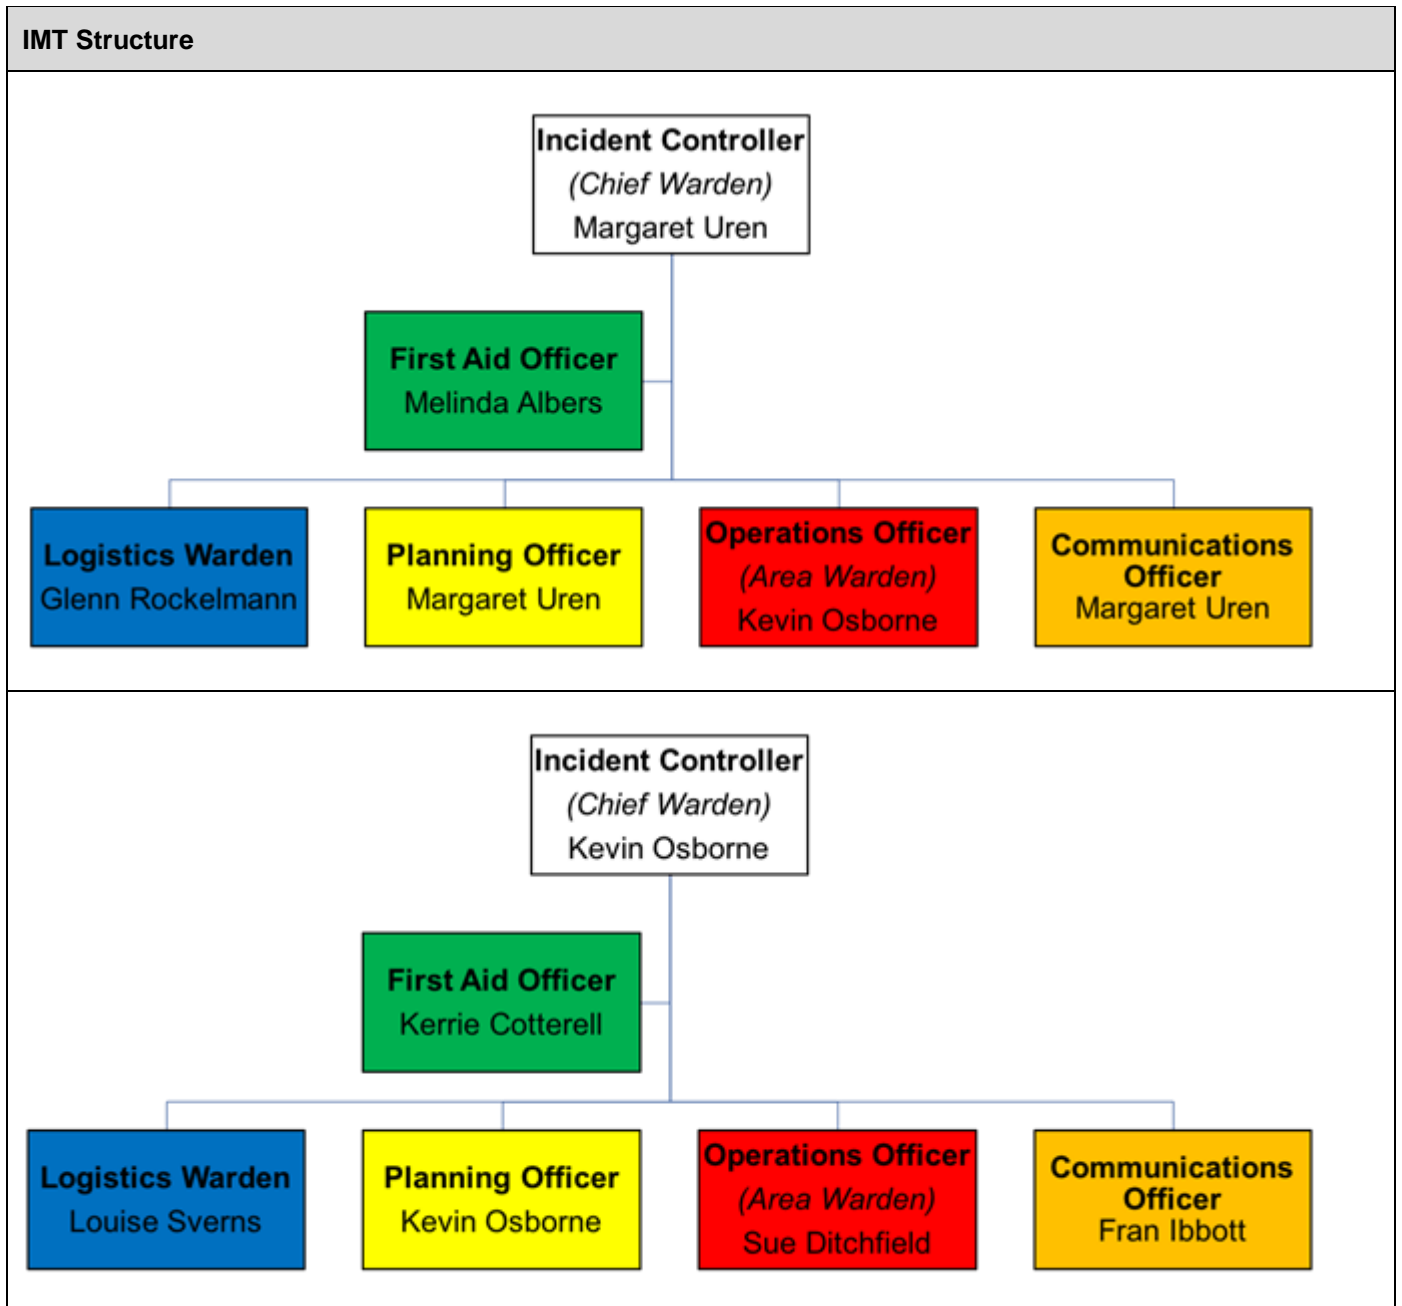 IMT Structure
Incident Controller
(Chief Warden)
Margaret Uren
First Aid Officer
Melinda Albers
Logistics Warden
Glenn Rockelmann
Planning Officer
Margaret Uren
Operations Officer
(Area Warden)
Kevin Osborne
Communications
Officer
Margaret Uren
Incident Controller
(Chief Warden)
Kevin Osborne
First Aid Officer
Kerrie Cotterell
Logistics Warden
Louise Sverns
Planning Officer
Kevin Osborne
Operations Officer
(Area Warden)
Sue Ditchfield
Communications
Officer
Fran Ibbott